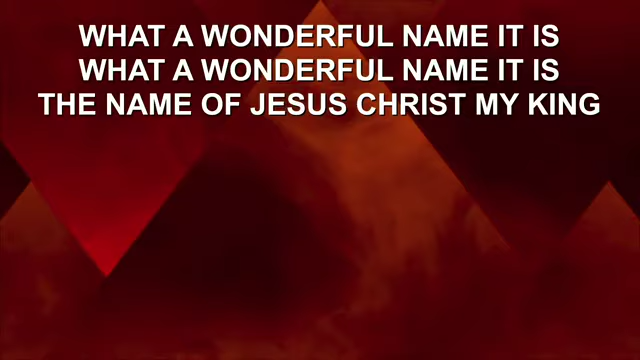 WHAT A WONDERFUL NAME IT IS
WHAT A WONDERFUL NAME IT IS
THE NAME OF JESUS CHRIST MY KING